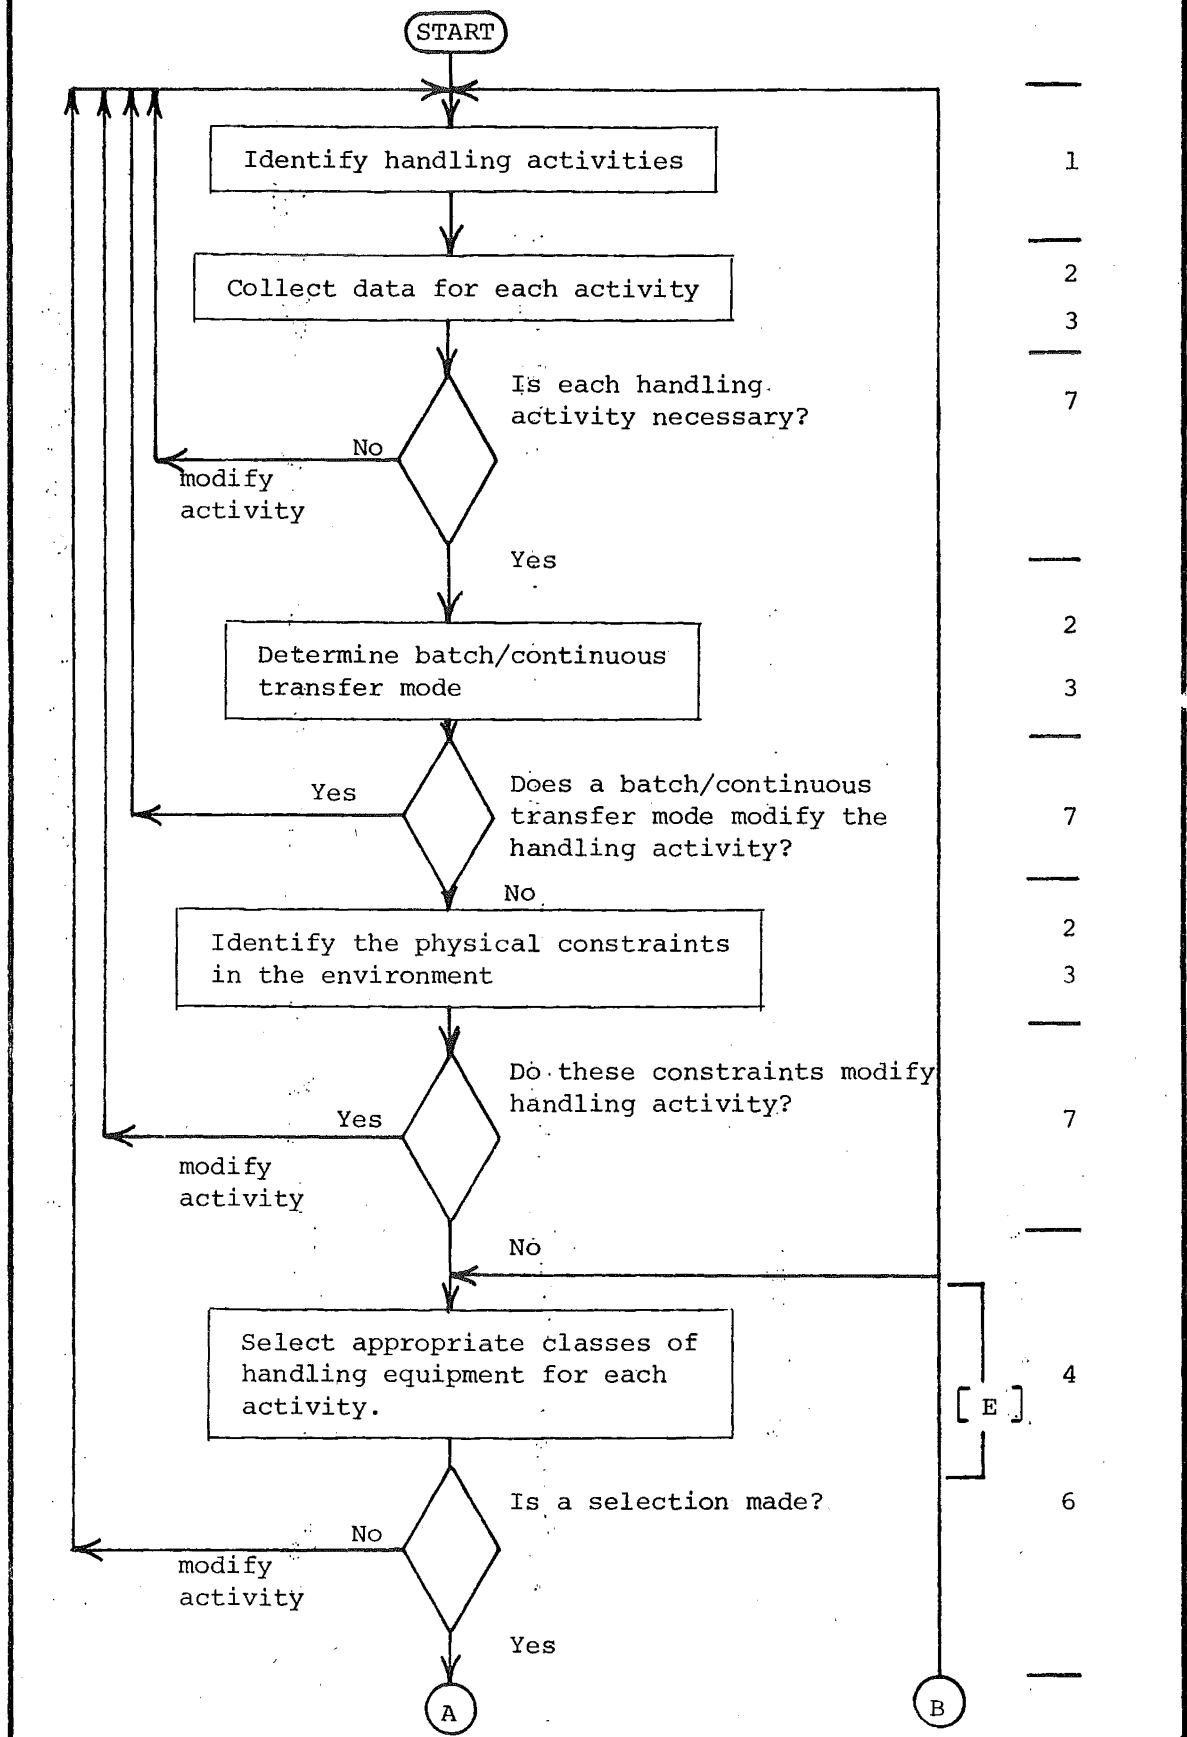 START
Identify handling activities
1
Collect data for each activity
2
3
Is each handling
activity necessary?
7
No
modify
activity
Yes
Determine batch/continuous
transfer mode
2
3
Does a batch/continuous
transfer mode modify the
handling activity?
Yes
7
No
Identify the physical constraints
in the environment
2
3
Do these constraints modify
handling activity?
Yes
7
modify
activity
No
Select appropriate classes of
handling equipment for each
activity.
4
[ E ]
Is a selection made?
6
No
modify
activity
Yes
A
B